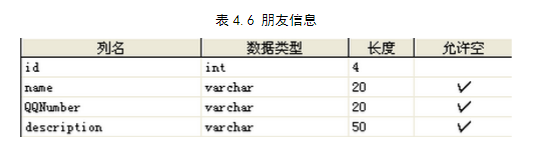 表 4.6 朋友信息
列名 数据类型 长度 允许空
id int 4
name varchar 20 ✓
QQNumber varchar 20 ✓
description varchar 50 ✓